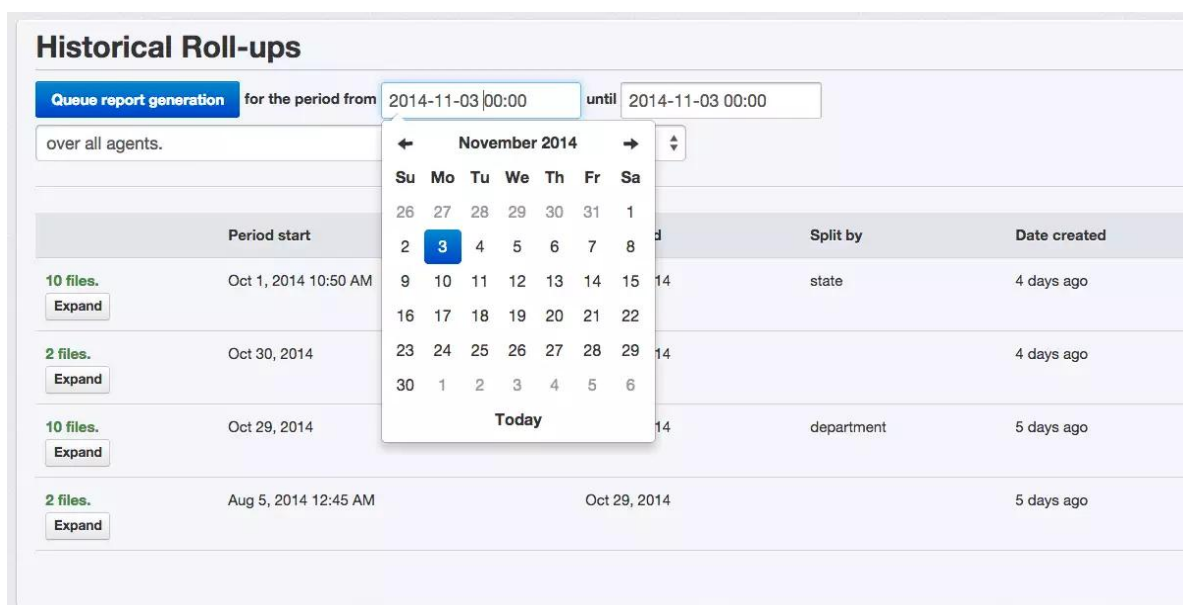 Historical Roll-ups
Queue report generation for the period from 2014-11-03 00:00 until 2014-11-03 00:00
over all agents.
November 2014
Su Mo Tu We Th Fr Sa
26 27 28 29 30 31 1
2 3 4 5 6 7 8
9 10 11 12 13 14 15
16 17 18 19 20 21 22
23 24 25 26 27 28 29
30 1 2 3 4 5 6
Today
Period start d Split by Date created
10 files. Oct 1, 2014 10:50 AM 14 state 4 days ago
Expand
2 files. Oct 30, 2014 14 4 days ago
Expand
10 files. Oct 29, 2014 14 department 5 days ago
Expand
2 files. Aug 5, 2014 12:45 AM Oct 29, 2014 5 days ago
Expand